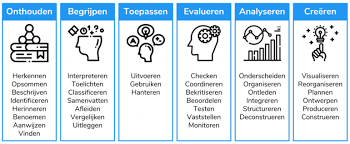 Onthouden
Herkennen
Opsommen
Beschrijven
Identificeren
Herinneren
Benoemen
Aanwijzen
Vinden
Begrijpen
Interpreteren
Toelichten
Classificeren
Samenvatten
Afleiden
Vergelijken
Uitleggen
Toepassen
Uitvoeren
Gebruiken
Hanteren
Evalueren
Checken
Coordineren
Bekritiseren
Beoordelen
Testen
Vaststellen
Monitoren
Analyseren
Onderscheiden
Organiseren
Ontleden
Integreren
Structureren
Deconstrueren
Creëren
Visualiseren
Reorganiseren
Plannen
Ontwerpen
Produceren
Construeren